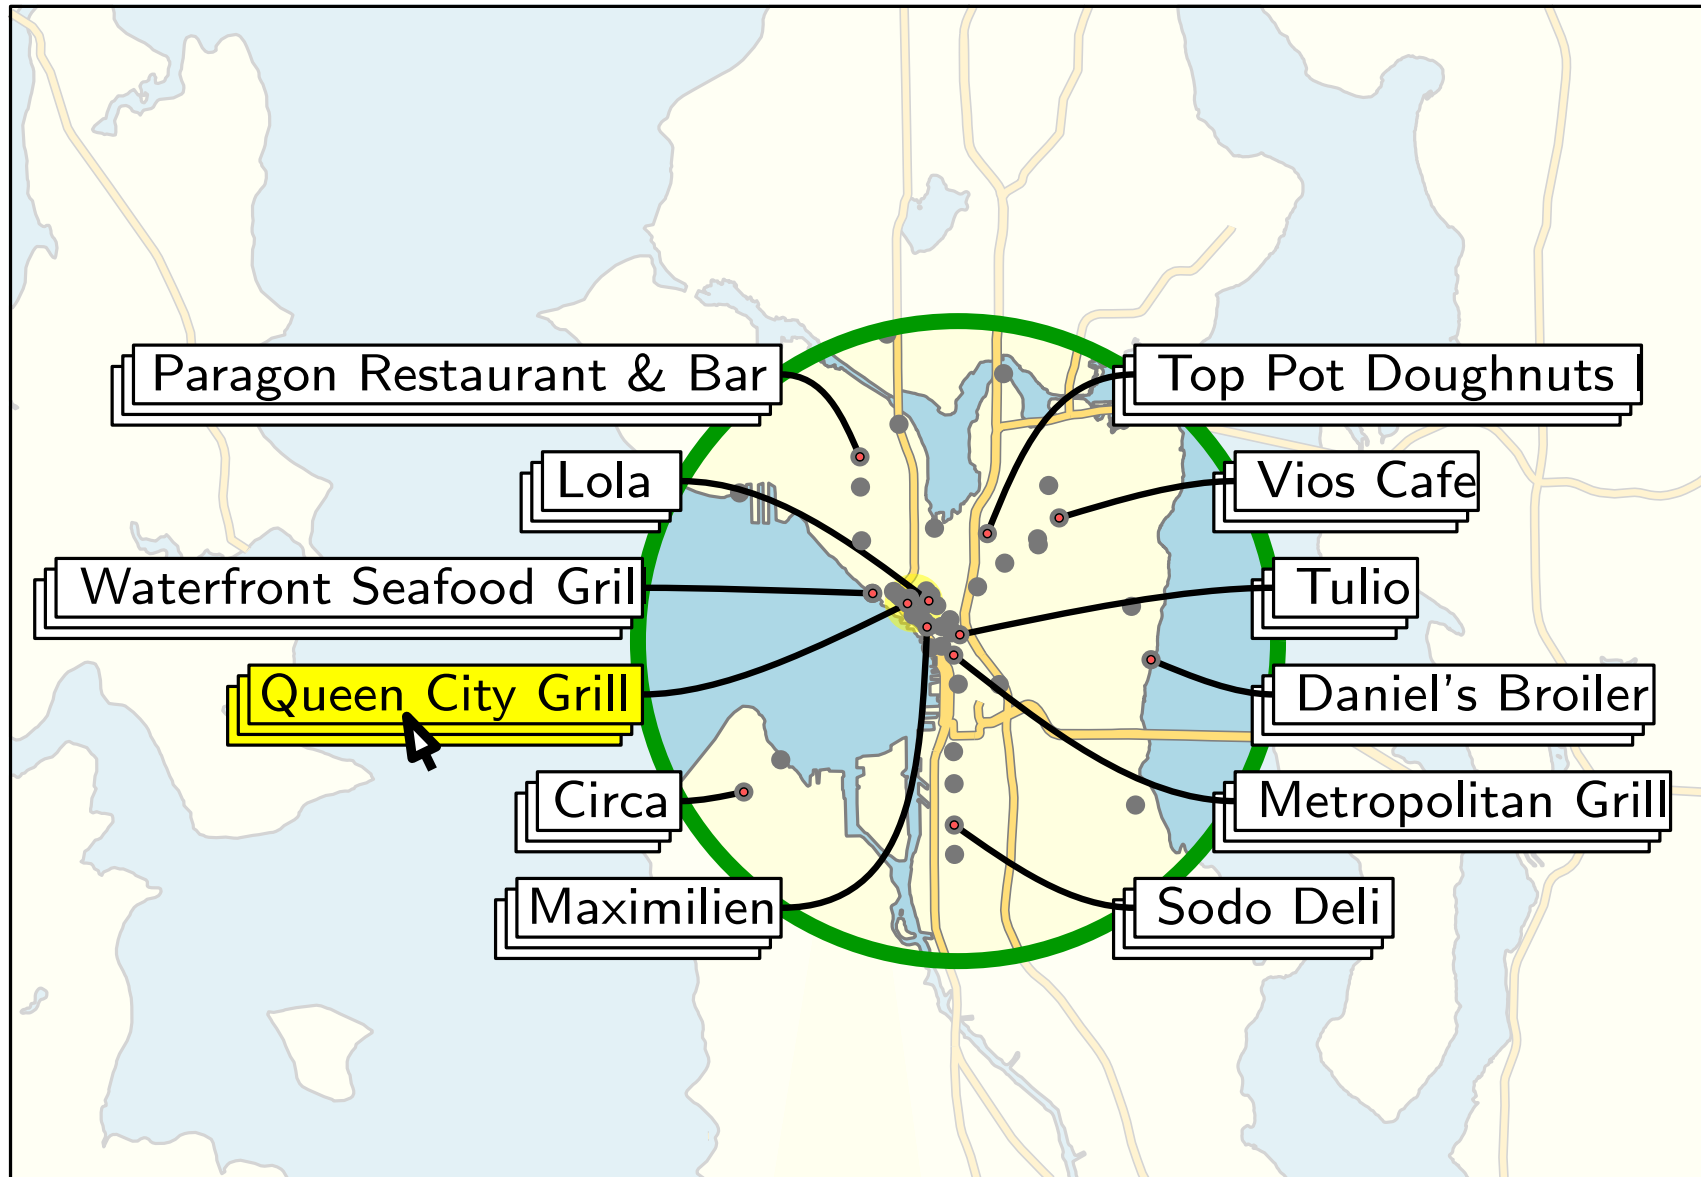 Paragon Restaurant & Bar
Lola
Waterfront Seafood Gril
Queen City Grill
Circa
Maximilien
Top Pot Doughnuts
Vios Cafe
Tulio
Daniel's Broiler
Metropolitan Grill
Sodo Deli